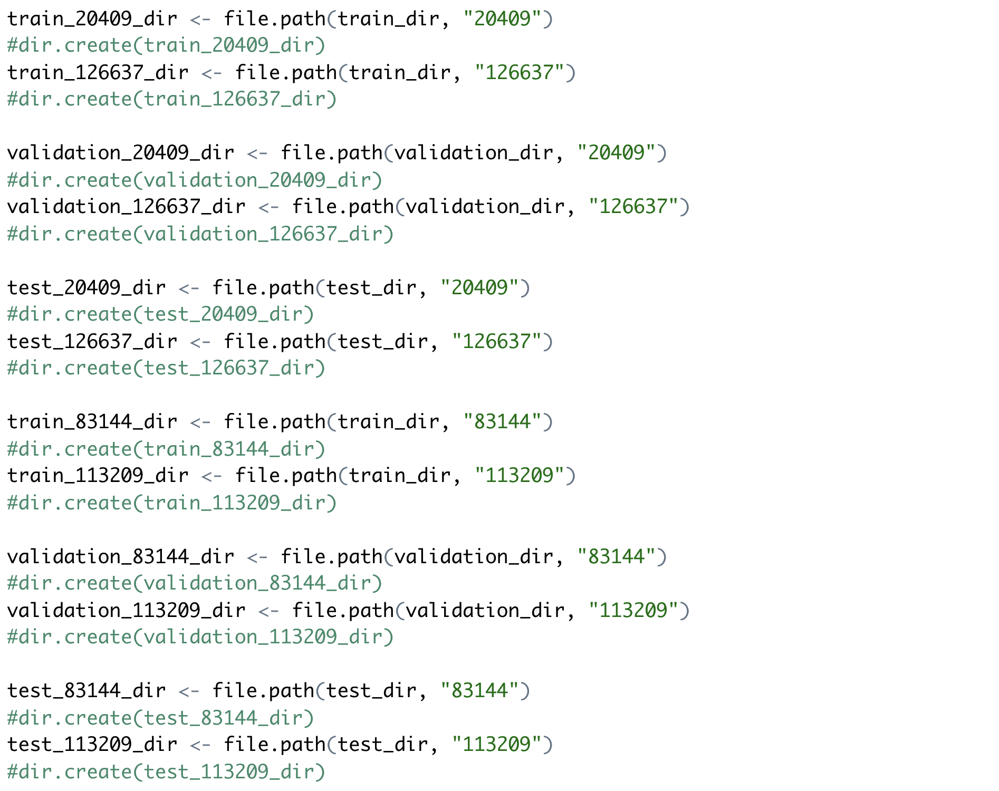 train_20409_dir <- file.path(train_dir, "20409")
#dir.create(train_20409_dir)
train_126637_dir <- file.path(train_dir, "126637")
#dir.create(train_126637_dir)
validation_20409_dir <- file.path(validation_dir, "20409")
#dir.create(validation_20409_dir)
validation_126637_dir <- file.path(validation_dir, "126637")
#dir.create(validation_126637_dir)
test_20409_dir <- file.path(test_dir, "20409")
#dir.create(test_20409_dir)
test_126637_dir <- file.path(test_dir, "126637")
#dir.create(test_126637_dir)
train_83144_dir <- file.path(train_dir, "83144")
#dir.create(train_83144_dir)
train_113209_dir <- file.path(train_dir, "113209")
#dir.create(train_113209_dir)
validation_83144_dir <- file.path(validation_dir, "83144")
#dir.create(validation_83144_dir)
validation_113209_dir <- file.path(validation_dir, "113209")
#dir.create(validation_113209_dir)
test_83144_dir <- file.path(test_dir, "83144")
#dir.create(test_83144_dir)
test_113209_dir <- file.path(test_dir, "113209")
#dir.create(test_113209_dir)